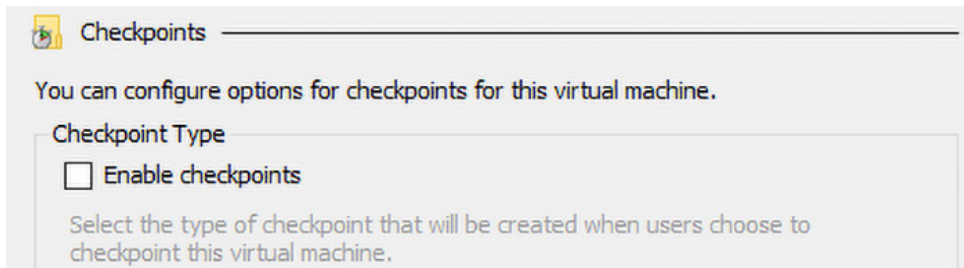 Checkpoints
You can configure options for checkpoints for this virtual machine.
Checkpoint Type
Enable checkpoints
Select the type of checkpoint that will be created when users choose to
checkpoint this virtual machine.